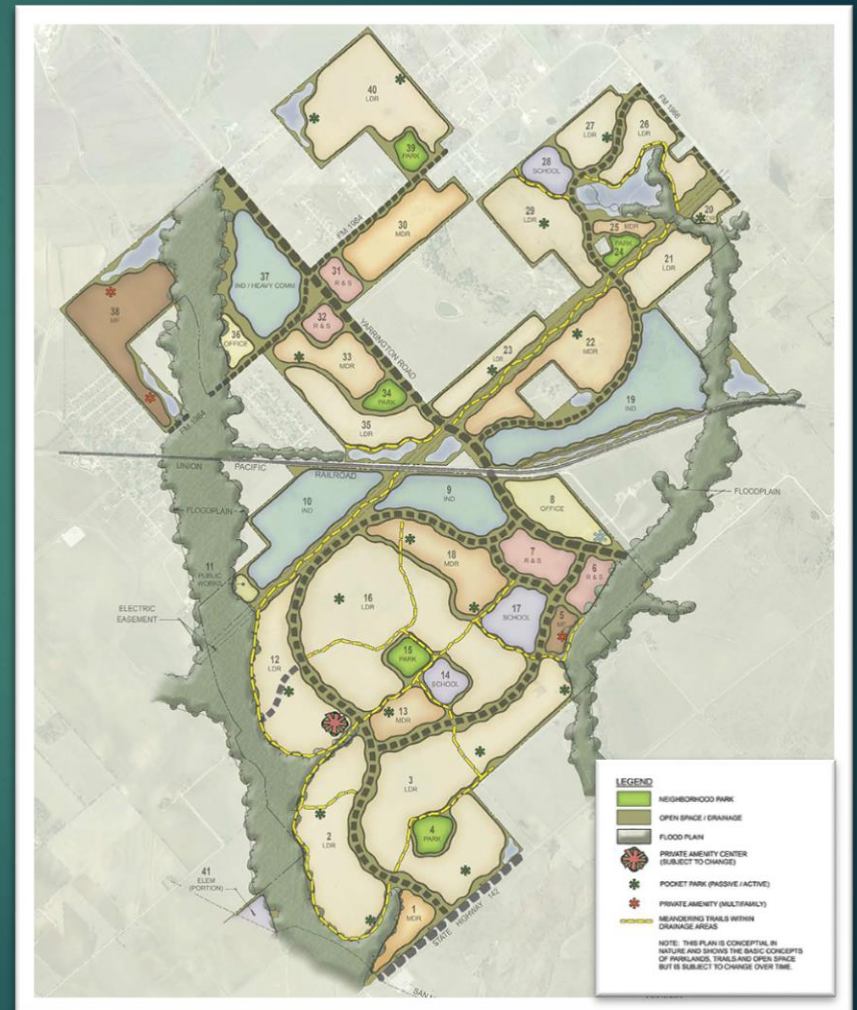 40
LDR
39
PARK
FM 1966
27
LDR
26
LDR
28
SCHOOL
30
MDR
FM 1984
29
LDR
20
25 MDR
PARK
24
21
LDR
37
IND / HEAVY COMM
31
R & S
32
R & S
38
MF
36
OFFICE
33
MDR
YARRINGTON ROAD
34
PARK
35
LDR
23
LDR
22
MDR
19
IND
FM 1984
UNION
PACIFIC
RAILROAD
FLOODPLAIN
FLOODPLAIN
10
IND
9
IND
8
OFFICE
11
PUBLIC
WORKS
18
MDR
7
R & S
6
R & S
16
LDR
17
SCHOOL
5
MF
ELECTRIC
EASEMENT
12
LDR
15
PARK
14
SCHOOL
13
MDR
3
LDR
2
LDR
4
PARK
41
ELEM
(PORTION)
1
MDR
STATE HIGHWAY 142
LEGEND
NEIGHBORHOOD PARK
OPEN SPACE / DRAINAGE
FLOOD PLAIN
PRIVATE AMENITY CENTER
(SUBJECT TO CHANGE)
POCKET PARK (PASSIVE / ACTIVE)
PRIVATE AMENITY (MULTIFAMILY)
MEANDERING TRAILS WITHIN
DRAINAGE AREAS
NOTE: THIS PLAN IS CONCEPTIAL IN
NATURE AND SHOWS THE BASIC CONCEPTS
OF PARKLANDS, TRAILS AND OPEN SPACE
BUT IS SUBJECT TO CHANGE OVER TIME.